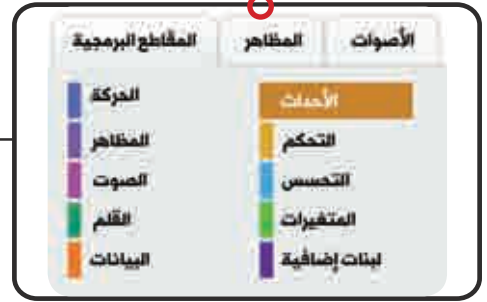 المقاطع البرمجية المظاهر الأصوات
الحركة الأحداث
المظاهر التحكم
الصوت التحسس
القلم المتغيرات
البيانات لبنات إضافية